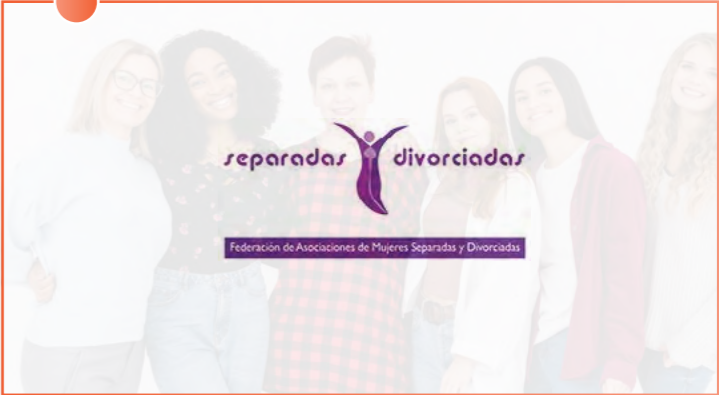 separadas y divorciadas
Federación de Asociaciones de Mujeres Separadas y Divorciadas